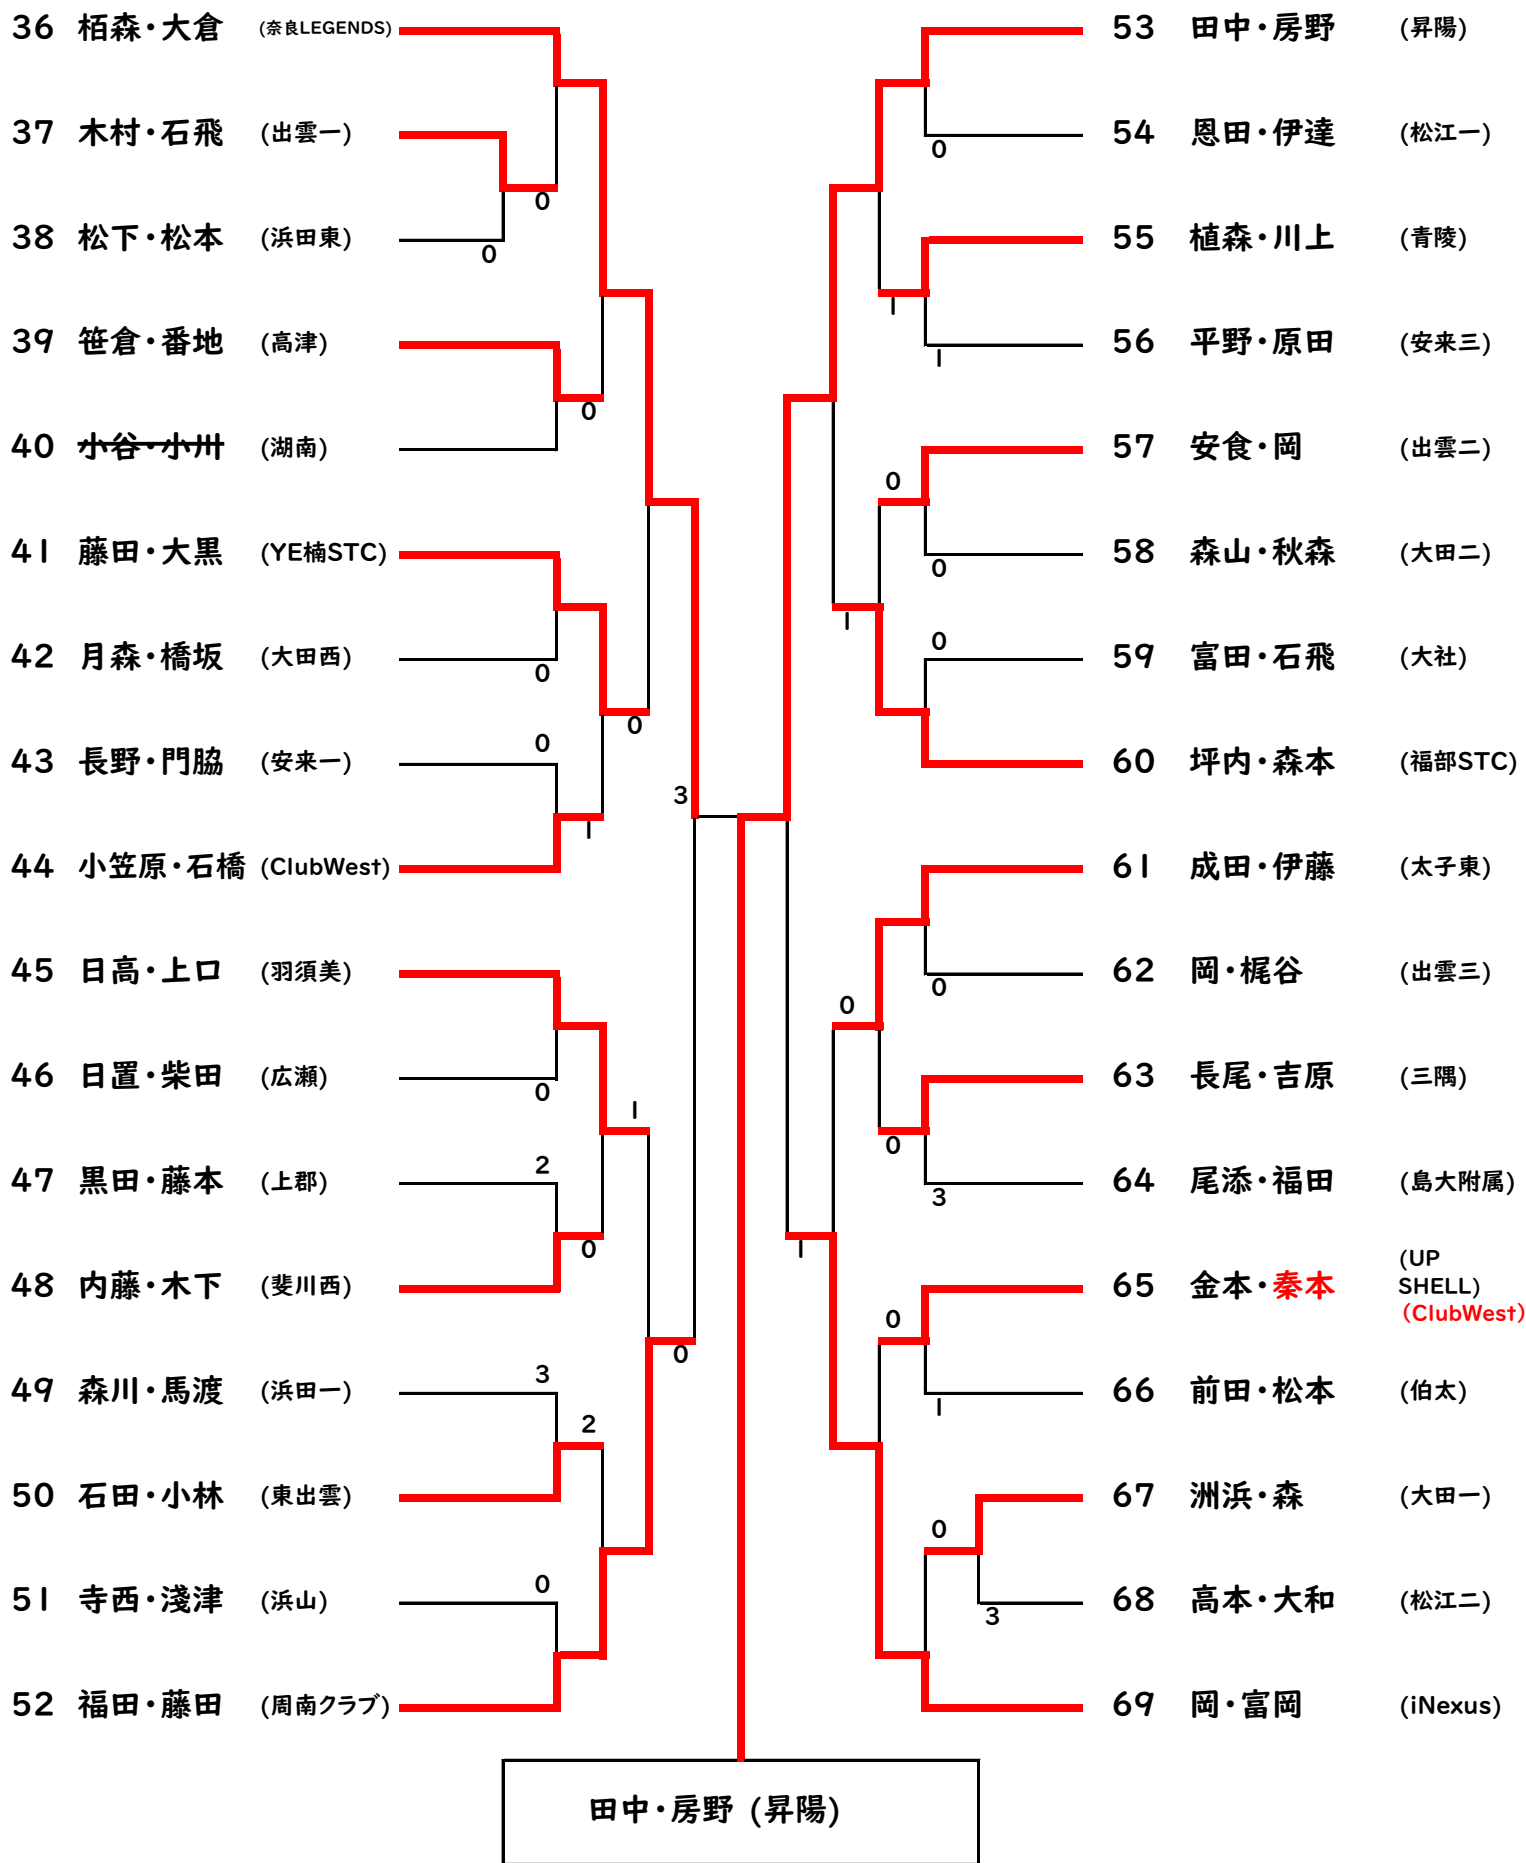 36 栢森・大倉 (奈良LEGENDS)
37 木村・石飛 (出雲一)
0
38 松下・松本 (浜田東)
0
39 笹倉・番地 (高津)
0
40 小谷・小川 (湖南)
41 藤田・大黒 (YE楠STC)
42 月森・橋坂 (大田西)
0
0
43 長野・門脇 (安来一)
0
3
1
44 小笠原・石橋 (ClubWest)
45 日高・上口 (羽須美)
46 日置・柴田 (広瀬)
0
1
47 黒田・藤本 (上郡)
2
0
48 内藤・木下 (斐川西)
0
49 森川・馬渡 (浜田一)
3
2
50 石田・小林 (東出雲)
51 寺西・淺津 (浜山)
0
52 福田・藤田 (周南クラブ)
53 田中・房野 (昇陽)
54 恩田・伊達 (松江一)
0
55 植森・川上 (青陵)
1
56 平野・原田 (安来三)
1
57 安食・岡 (出雲二)
0
58 森山・秋森 (大田二)
0
1
59 富田・石飛 (大社)
0
60 坪内・森本 (福部STC)
61 成田・伊藤 (太子東)
62 岡・梶谷 (出雲三)
0
0
63 長尾・吉原 (三隅)
0
64 尾添・福田 (島大附属)
3
1
65 金本・秦本 (UP
SHELL)
(ClubWest)
0
66 前田・松本 (伯太)
1
67 洲浜・森 (大田一)
0
68 高本・大和 (松江二)
3
69 岡・富岡 (iNexus)
田中・房野 (昇陽)